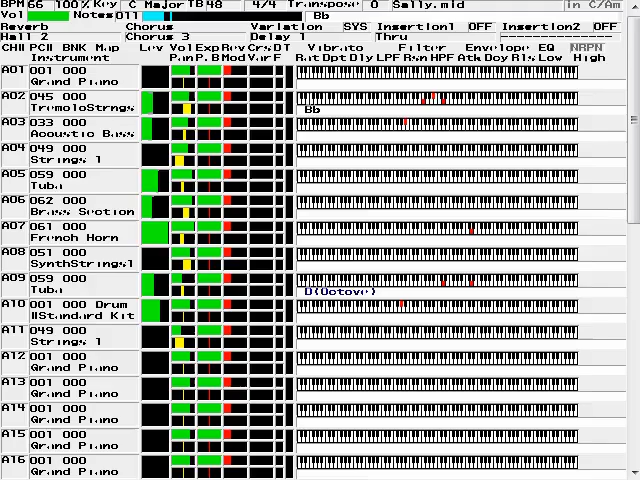 BPM 66 100% Key C Major TB 48 4/4 Transpose 0 Sally.mid in C/Am
Vol Notes 011 Bb
Reverb Chorus Variation SYS Insertion1 OFF Insertion2 OFF
Hall 2 Chorus 3 Delay 1 Thru ----------------
CH# PC# BNK Map Lev Vol Exp Rev Crs DT Vibrato Filter Envelope EQ NRPN
Instrument Pan P.B Mod Var F Rat Dpt Dly LPF Rsn HPF Atk Dcy Rls Low High
A01 001 000
Grand Piano
A02 045 000
TremoloStrngs Bb
A03 033 000
Acoustic Bass
A04 049 000
Strings 1
A05 059 000
Tuba
A06 062 000
Brass Section
A07 061 000
French Horn
A08 051 000
SynthStrings1
A09 059 000
Tuba D(Octave)
A10 001 000 Drum
#Standard Kit
A11 049 000
Strings 1
A12 001 000
Grand Piano
A13 001 000
Grand Piano
A14 001 000
Grand Piano
A15 001 000
Grand Piano
A16 001 000
Grand Piano